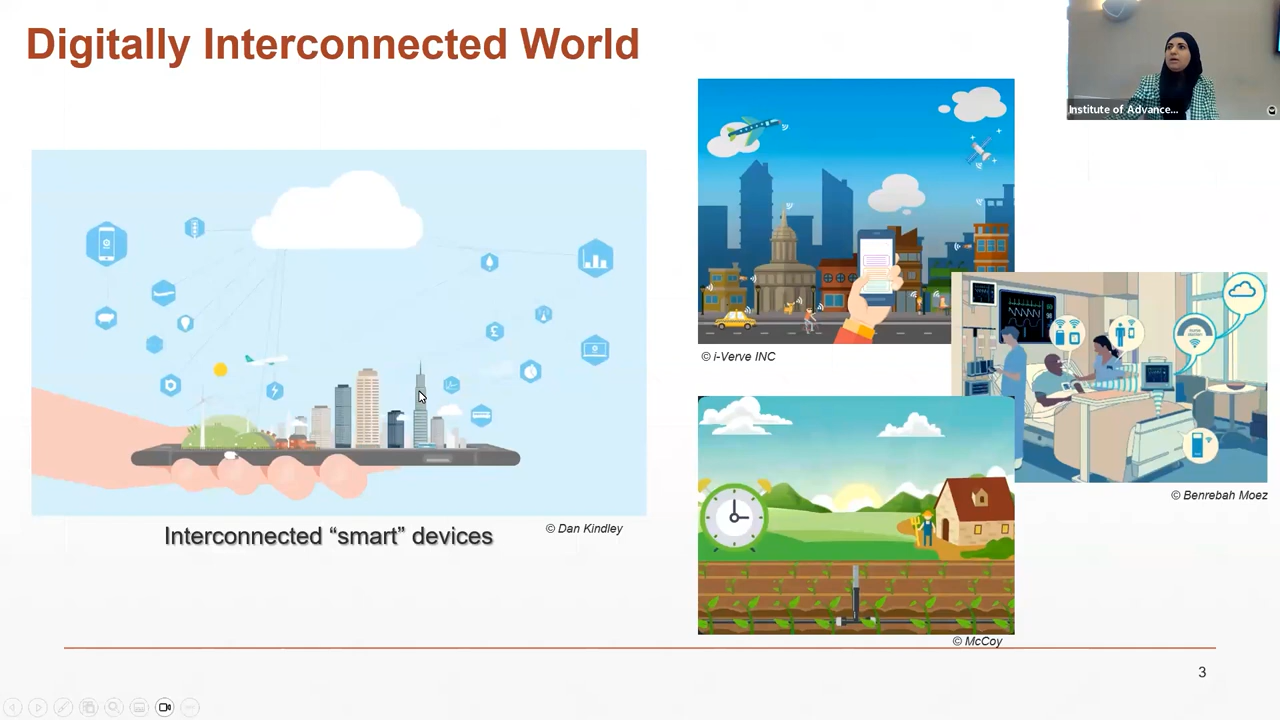 Digitally Interconnected World
Institute of Advance...
© i-Verve INC
© Benrebah Moez
Interconnected “smart” devices
© Dan Kindley
© McCoy
3